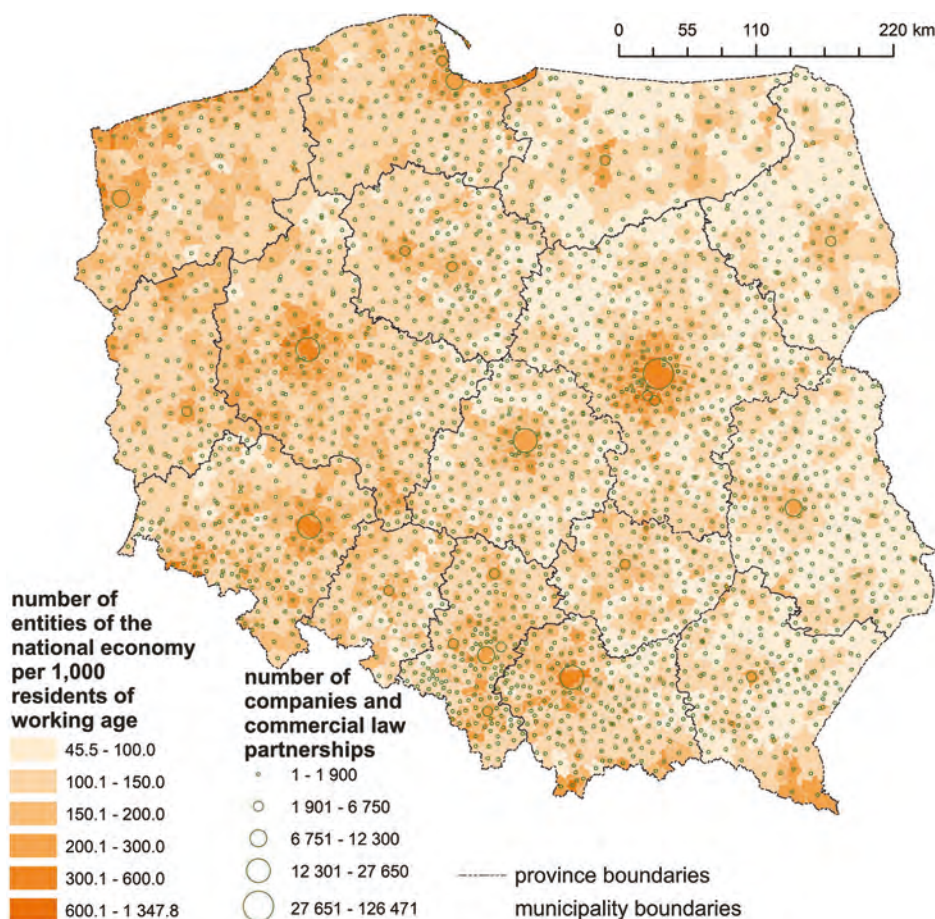 0 55 110 220 km
number of
entities of the
national economy
per 1,000
residents of
working age
45.5 - 100.0
100.1 - 150.0
150.1 - 200.0
200.1 - 300.0
300.1 - 600.0
600.1 - 1 347.8
number of
companies and
commercial law
partnerships
1 - 1 900
1 901 - 6 750
6 751 - 12 300
12 301 - 27 650
27 651 - 126 471
province boundaries
municipality boundaries